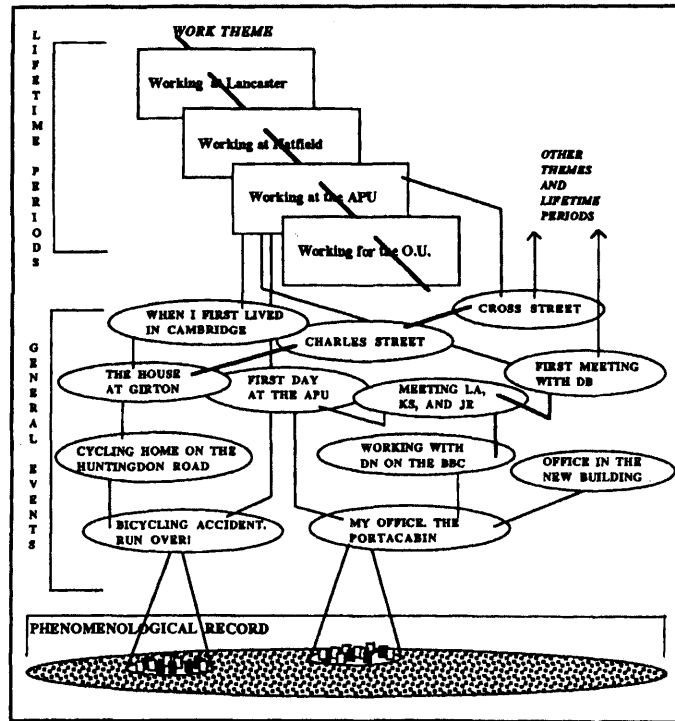 LIFETIME PERIODS
WORK THEME
Working at Lancaster
Working at Hatfield
Working at the APU
Working for the O.U.
OTHER
THEMES
AND
LIFETIME
PERIODS
GENERAL EVENTS
CROSS STREET
WHEN I FIRST LIVED
IN CAMBRIDGE
CHARLES STREET
THE HOUSE
AT GIRTON
FIRST DAY
AT THE APU
MEETING LA,
KS, AND JR
FIRST MEETING
WITH DB
CYCLING HOME ON THE
HUNTINGDON ROAD
WORKING WITH
DN ON THE BBC
OFFICE IN THE
NEW BUILDING
BICYCLING ACCIDENT.
RUN OVER!
MY OFFICE. THE
PORTACABIN
PHENOMENOLOGICAL RECORD